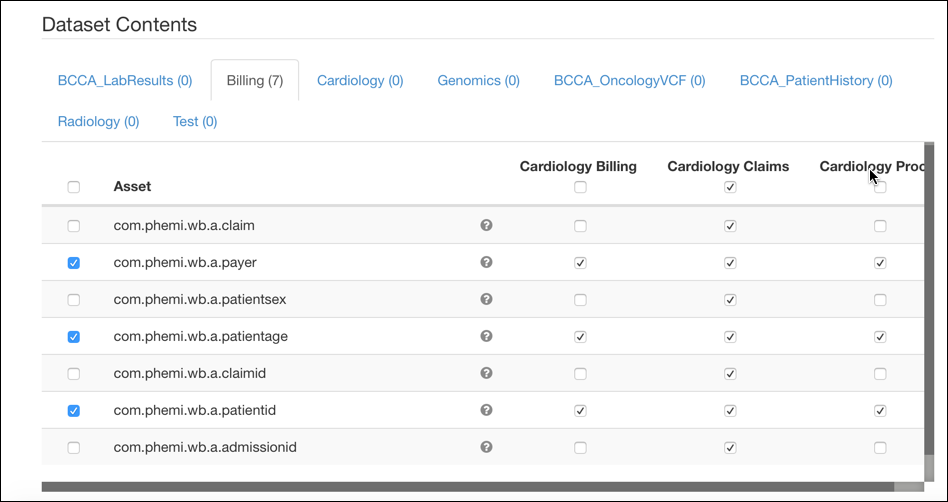 Dataset Contents
BCCA_LabResults (0) Billing (7) Cardiology (0) Genomics (0) BCCA_OncologyVCF (0) BCCA_PatientHistory (0)
Radiology (0) Test (0)
Cardiology Billing Cardiology Claims Cardiology Proc
Asset
com.phemi.wb.a.claim ?
com.phemi.wb.a.payer ?
com.phemi.wb.a.patientsex ?
com.phemi.wb.a.patientage ?
com.phemi.wb.a.claimid ?
com.phemi.wb.a.patientid ?
com.phemi.wb.a.admissionid ?